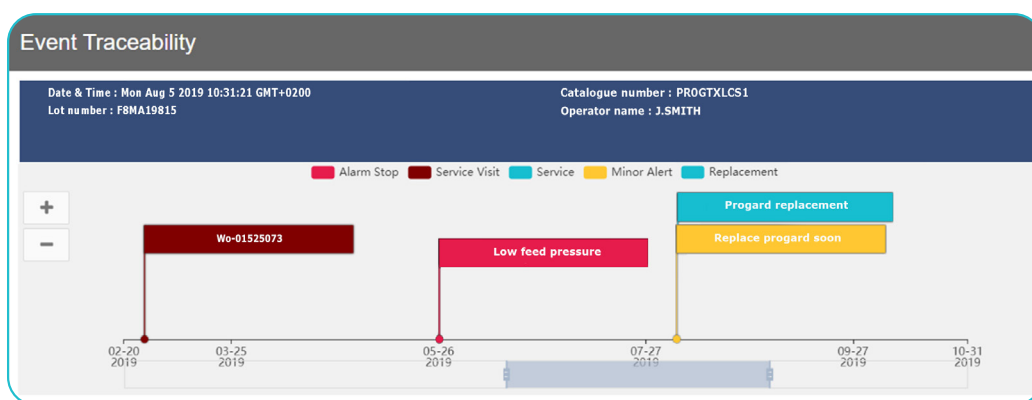 Event Traceability
Date & Time : Mon Aug 5 2019 10:31:21 GMT+0200
Catalogue number : PROGTXLCS1
Lot number : F8MA19815
Operator name : J.SMITH
Alarm Stop Service Visit Service Minor Alert Replacement
+
Progard replacement
−
Wo-01525073
Replace progard soon
Low feed pressure
02-20 03-25 05-26 07-27 09-27 10-31
2019 2019 2019 2019 2019 2019